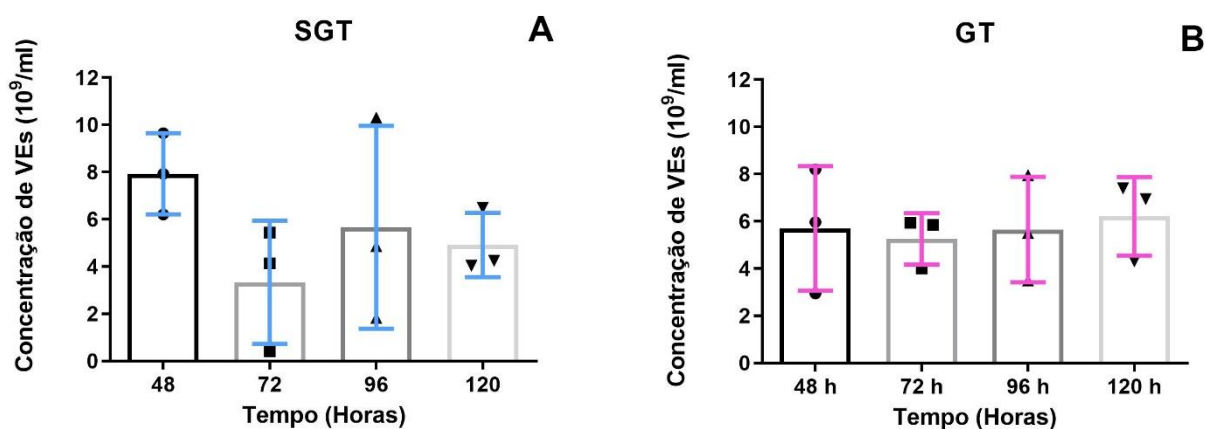 SGT
A
Concentração de VEs (10⁹/ml)
12
10
8
6
4
2
0
48
72
96
120
Tempo (Horas)
GT
B
Concentração de VEs (10⁹/ml)
12
10
8
6
4
2
0
48 h
72 h
96 h
120 h
Tempo (Horas)